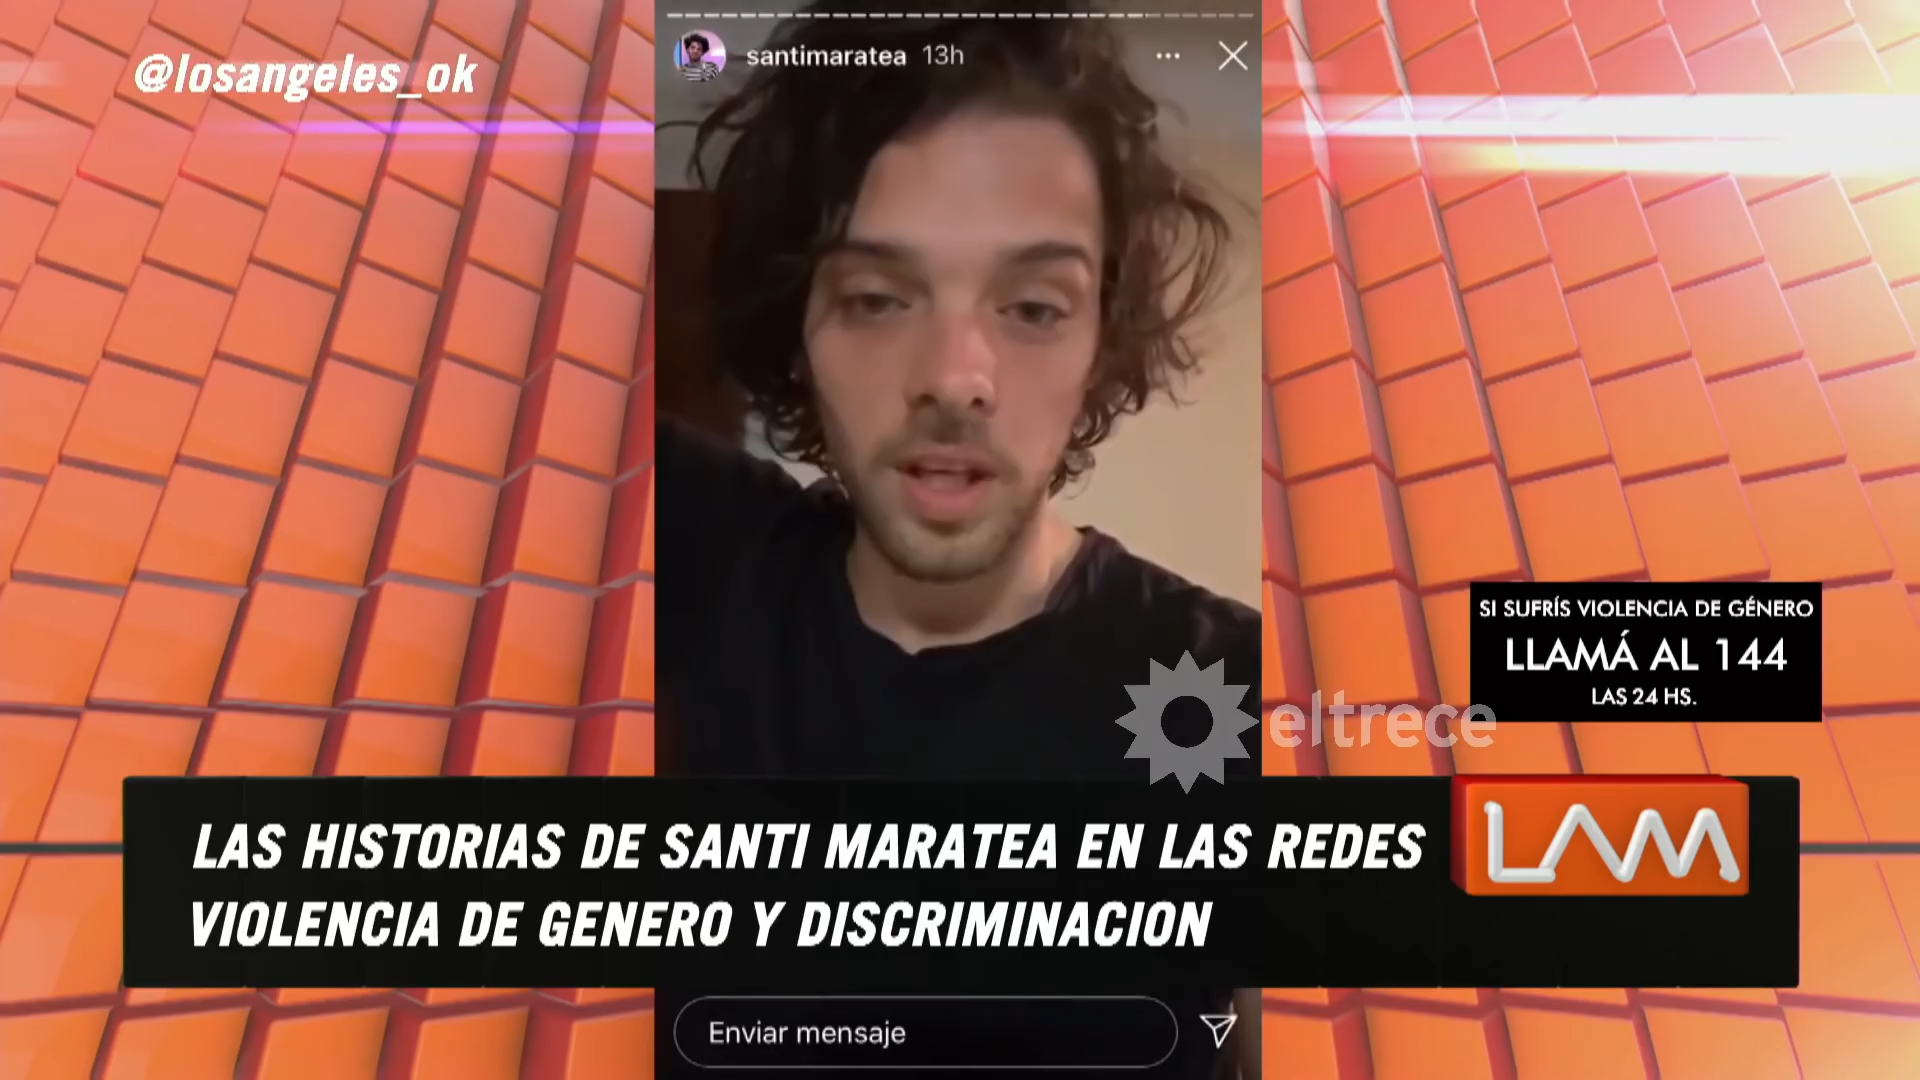 @losangeles_ok
santimaratea 13h
SI SUFRÍS VIOLENCIA DE GÉNERO
LLAMÁ AL 144
LAS 24 HS.
eltrece
LAS HISTORIAS DE SANTI MARATEA EN LAS REDES
VIOLENCIA DE GENERO Y DISCRIMINACION
LAM
Enviar mensaje